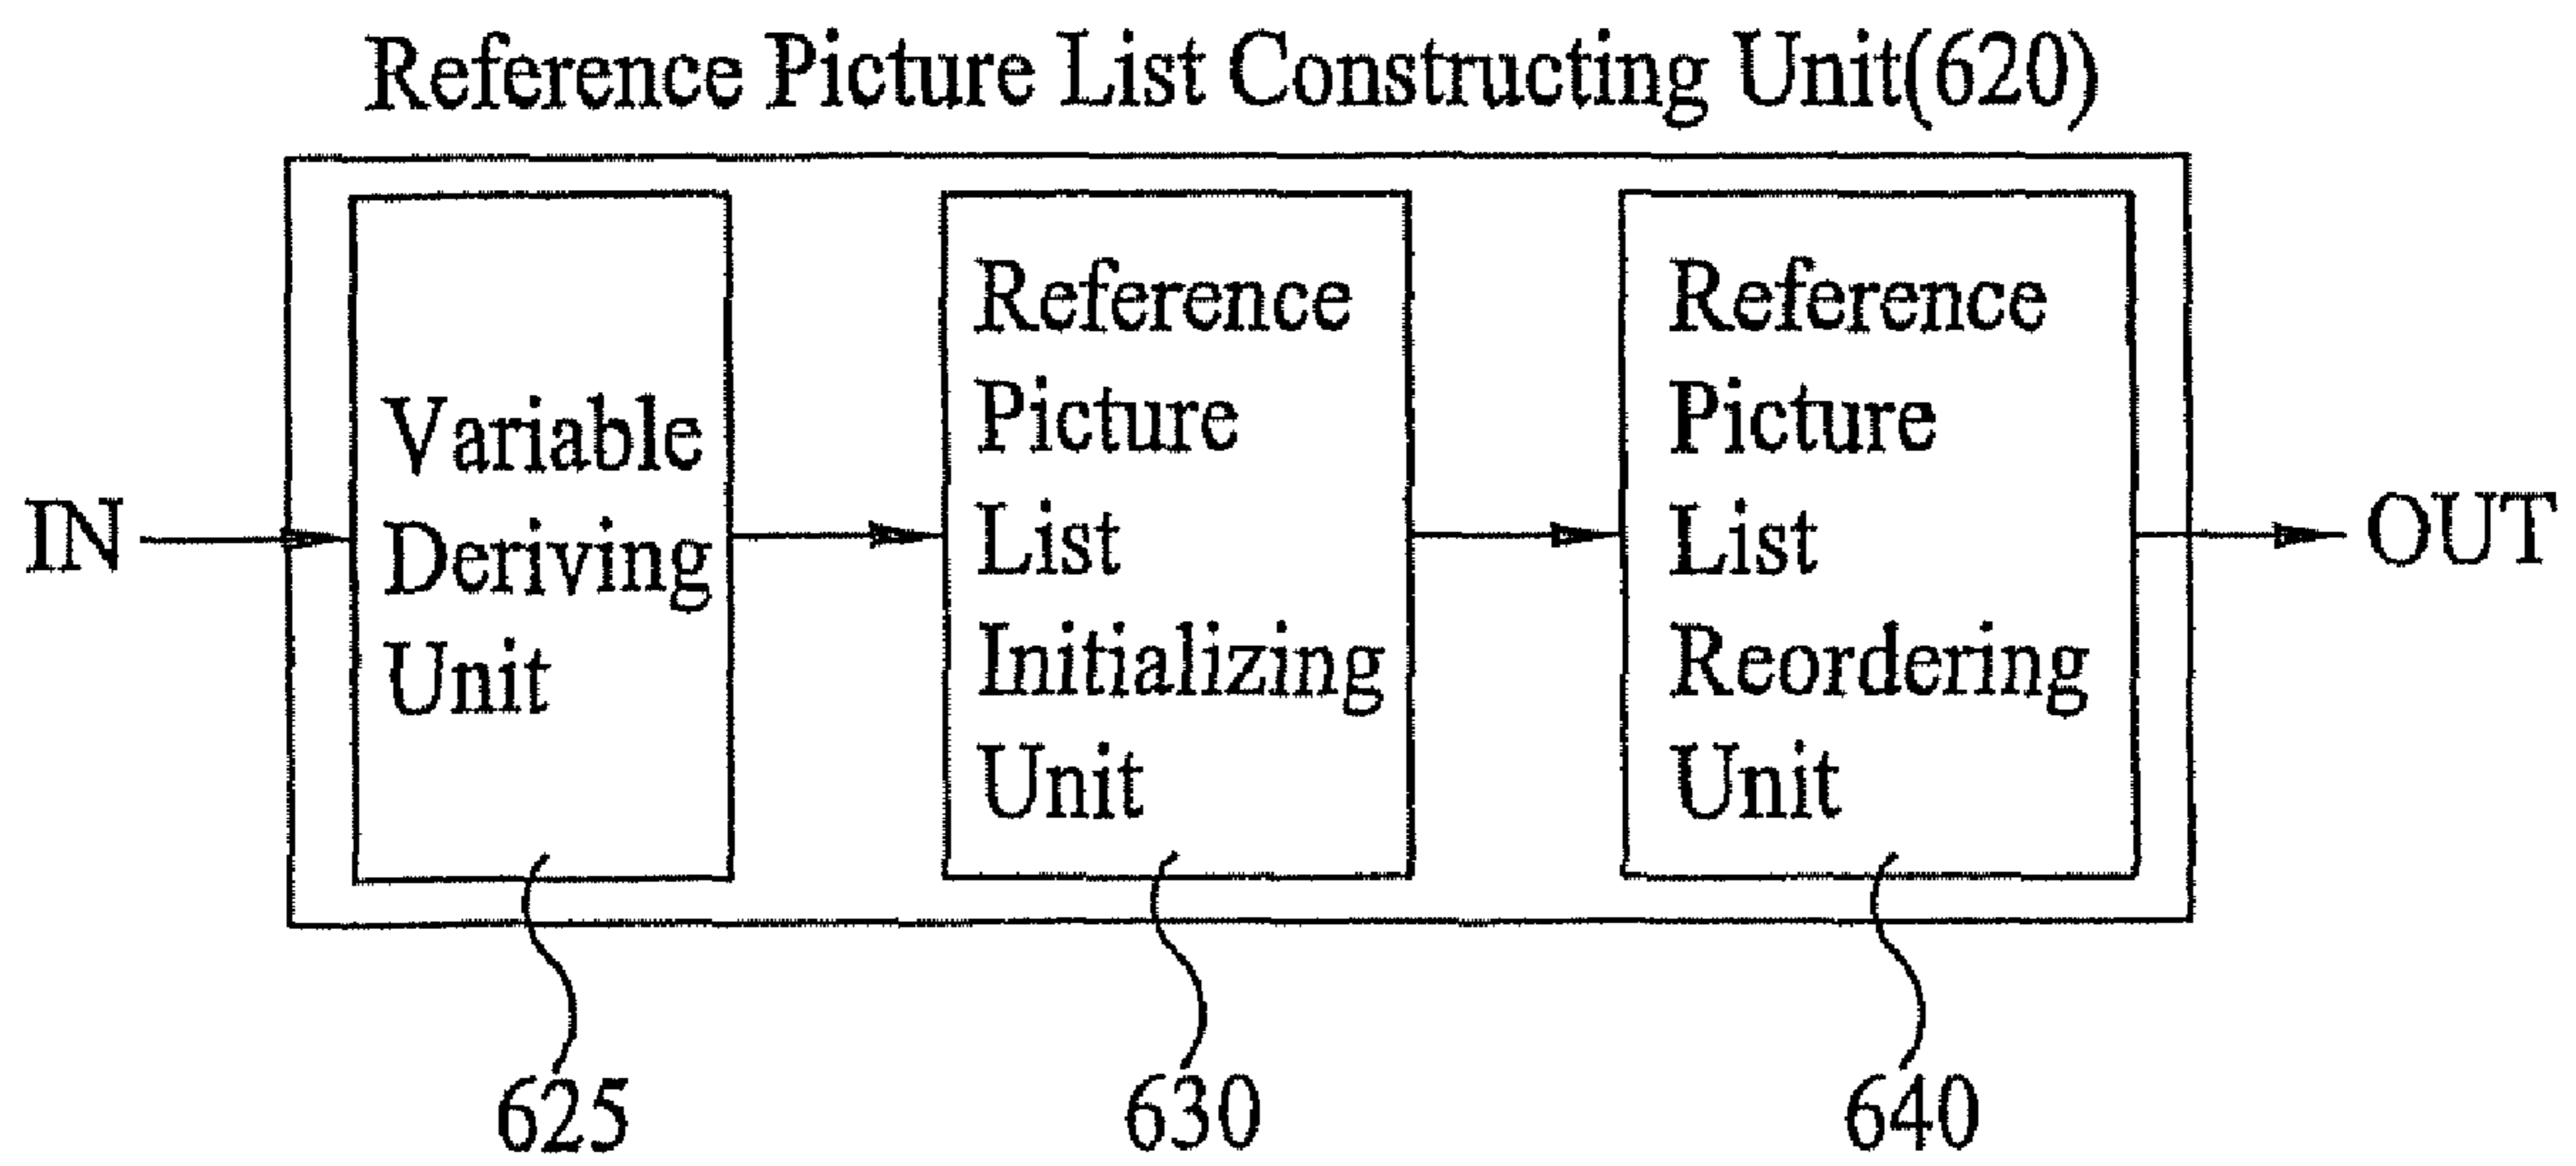 Reference Picture List Constructing Unit(620)
IN
Variable
Deriving
Unit
Reference
Picture
List
Initializing
Unit
Reference
Picture
List
Reordering
Unit
OUT
625
630
640